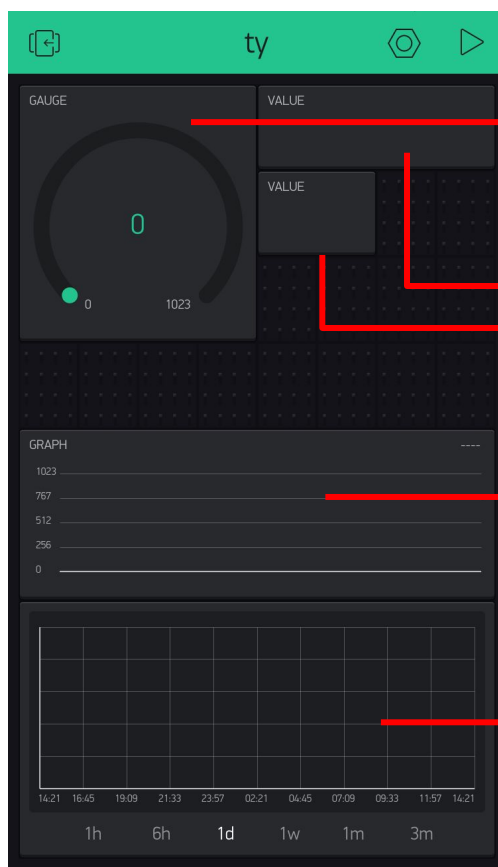 ty
GAUGE
VALUE
VALUE
0
0 1023
GRAPH ----
1023
767
512
256
0
14:21 16:45 19:09 21:33 23:57 02:21 04:45 07:09 09:33 11:57 14:21
1h 6h 1d 1w 1m 3m